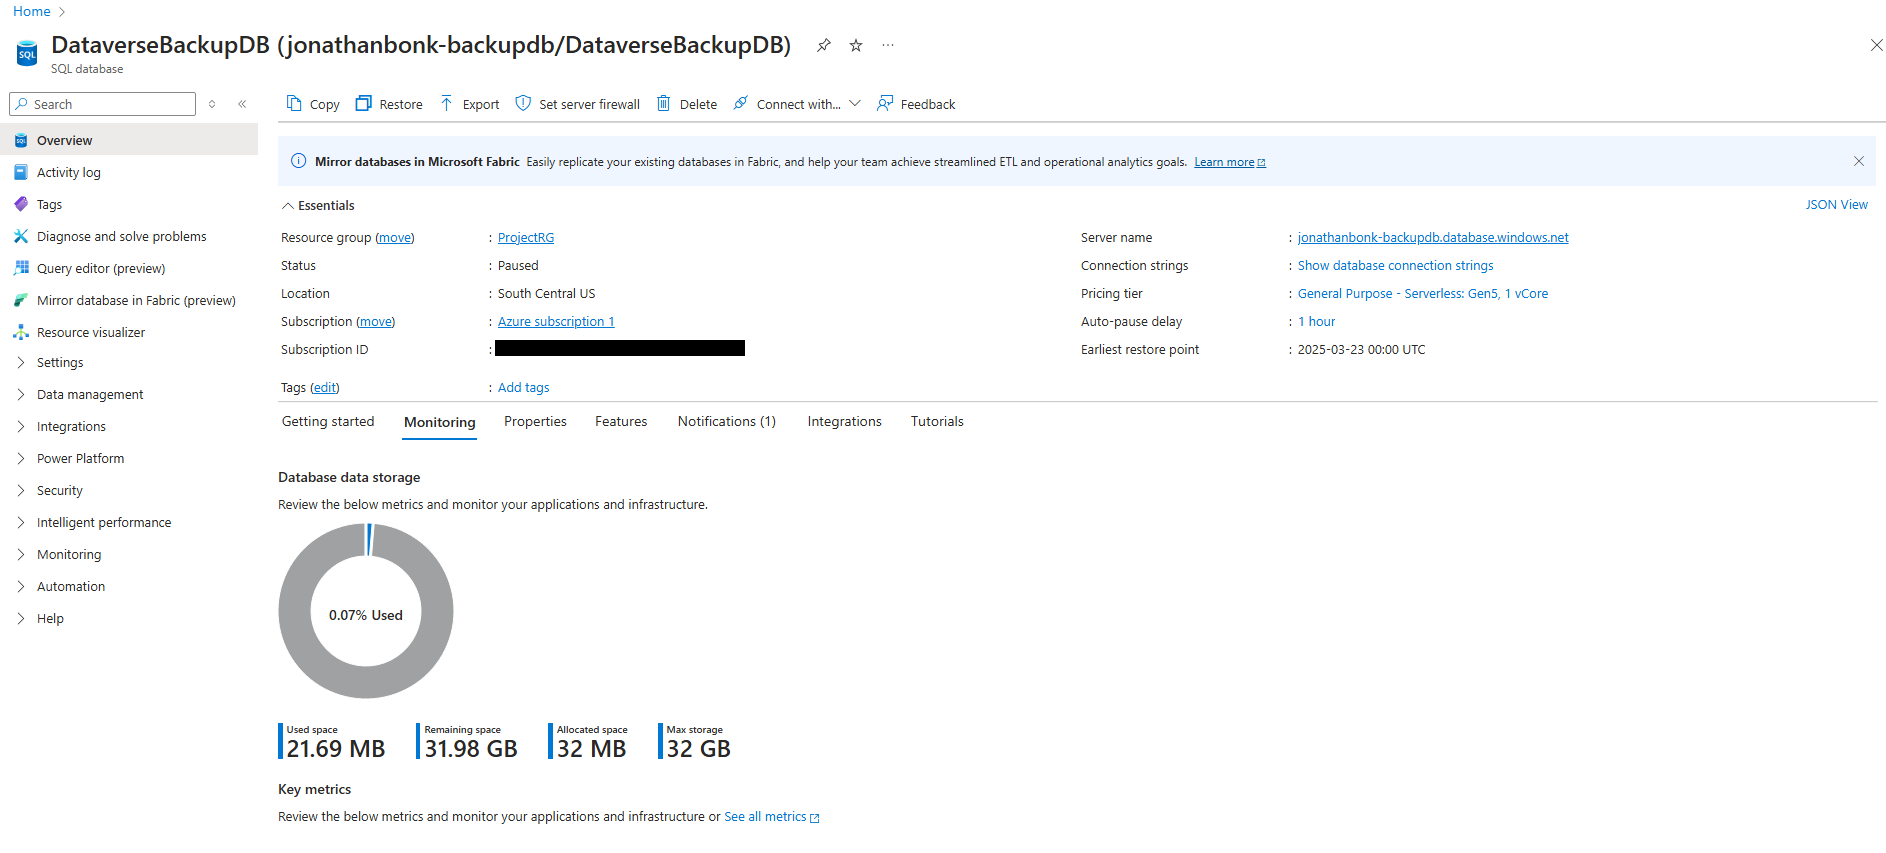 Home
DataverseBackupDB (jonathanbonk-backupdb/DataverseBackupDB)
SQL
SQL database
Search
Copy Restore Export Set server firewall Delete Connect with... Feedback
Overview
Activity log
Tags
Diagnose and solve problems
Query editor (preview)
Mirror database in Fabric (preview)
Resource visualizer
Settings
Data management
Integrations
Power Platform
Security
Intelligent performance
Monitoring
Automation
Help
Mirror databases in Microsoft Fabric Easily replicate your existing databases in Fabric, and help your team achieve streamlined ETL and operational analytics goals. Learn more
Essentials
JSON View
Resource group (move) : ProjectRG
Status : Paused
Location : South Central US
Subscription (move) : Azure subscription 1
Subscription ID :
Server name : jonathanbonk-backupdb.database.windows.net
Connection strings : Show database connection strings
Pricing tier : General Purpose - Serverless: Gen5, 1 vCore
Auto-pause delay : 1 hour
Earliest restore point : 2025-03-23 00:00 UTC
Tags (edit) : Add tags
Getting started Monitoring Properties Features Notifications (1) Integrations Tutorials
Database data storage
Review the below metrics and monitor your applications and infrastructure.
0.07% Used
Used space
21.69 MB
Remaining space
31.98 GB
Allocated space
32 MB
Max storage
32 GB
Key metrics
Review the below metrics and monitor your applications and infrastructure or See all metrics